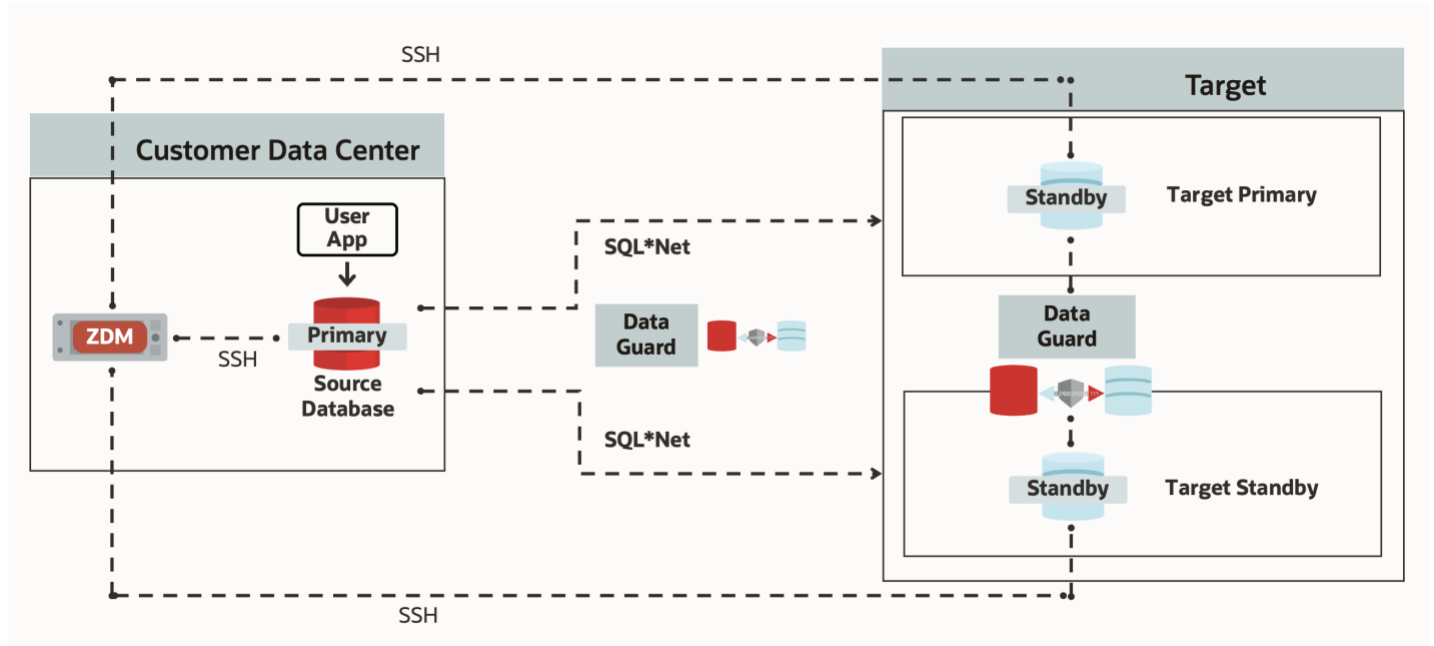 SSH
Target
Customer Data Center
Standby
Target Primary
User
App
SQL*Net
ZDM
SSH
Primary
Source
Database
Data
Guard
Data
Guard
SQL*Net
Standby
Target Standby
SSH